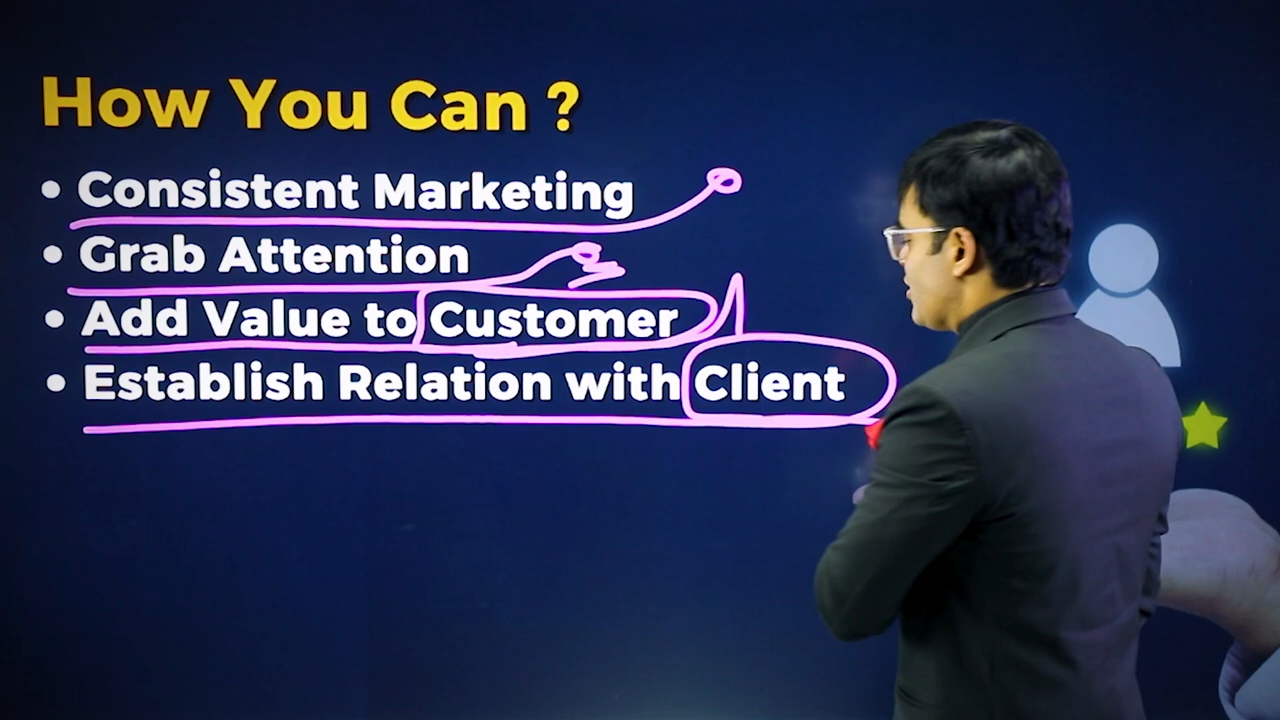 How You Can ?
• Consistent Marketing
• Grab Attention
• Add Value to Customer
• Establish Relation with Client